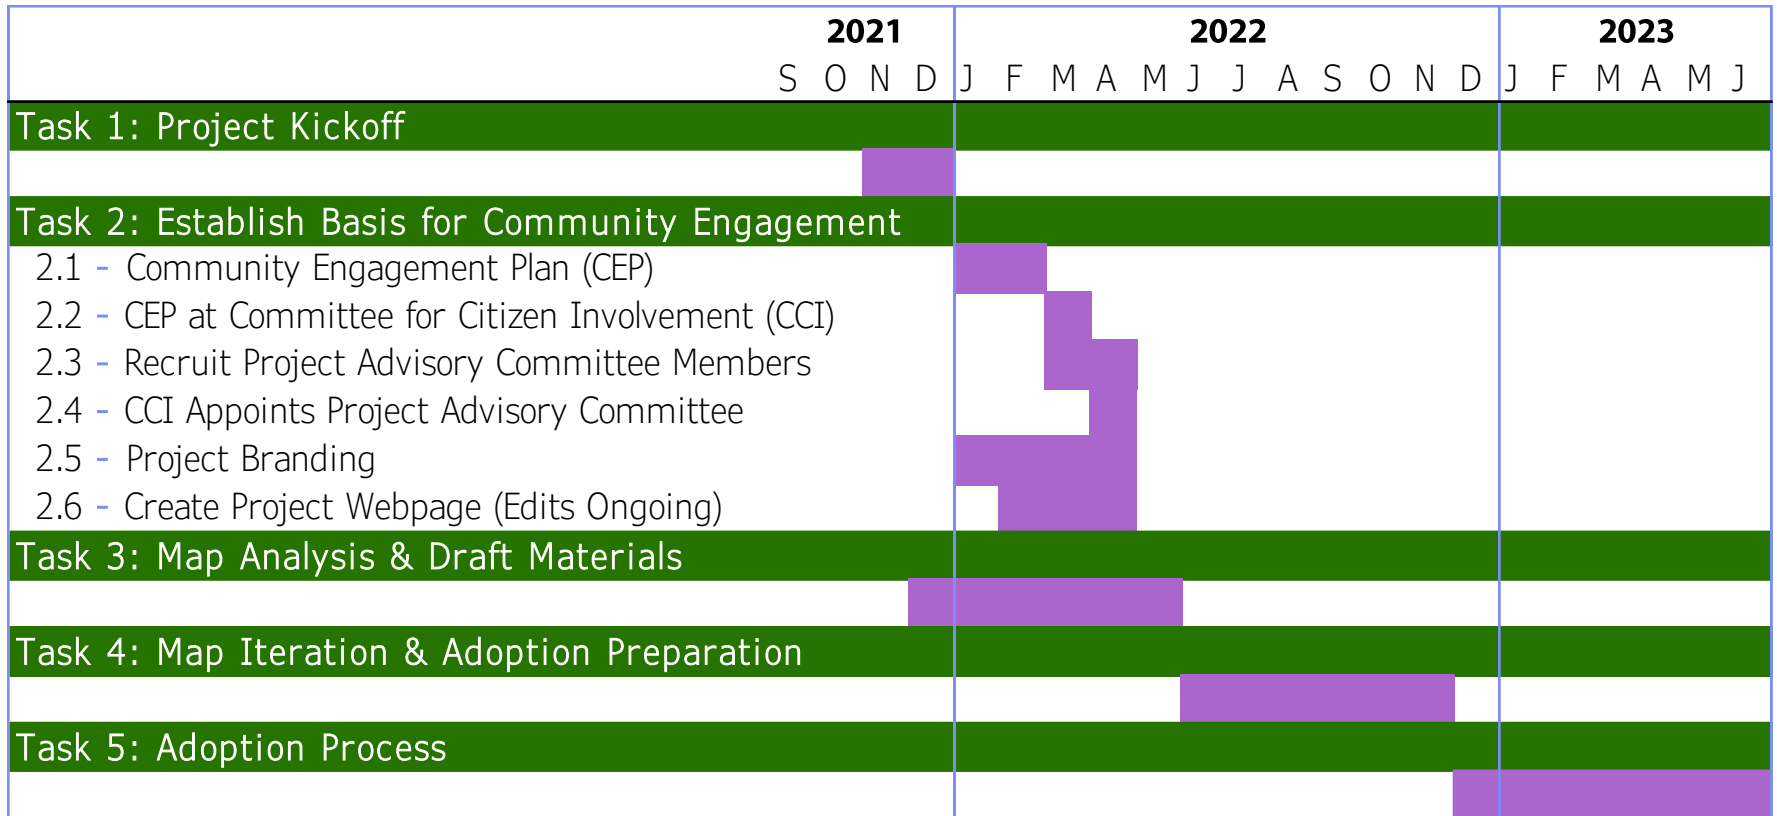 2021 2022 2023
S O N D J F M A M J J A S O N D J F M A M J
Task 1: Project Kickoff
Task 2: Establish Basis for Community Engagement
2.1 - Community Engagement Plan (CEP)
2.2 - CEP at Committee for Citizen Involvement (CCI)
2.3 - Recruit Project Advisory Committee Members
2.4 - CCI Appoints Project Advisory Committee
2.5 - Project Branding
2.6 - Create Project Webpage (Edits Ongoing)
Task 3: Map Analysis & Draft Materials
Task 4: Map Iteration & Adoption Preparation
Task 5: Adoption Process